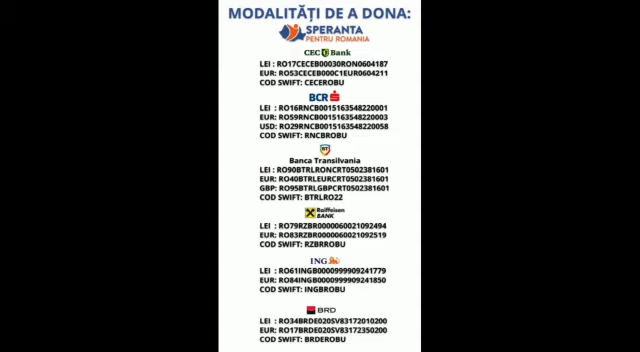 MODALITĂȚI DE A DONA:
SPERANTA
PENTRU ROMANIA
CEC Bank
LEI : RO17CECEB00030RON0604187
EUR: RO53CECEB000C1EUR0604211
COD SWIFT: CECEROBU
BCR
LEI : RO16RNCB0015163548220001
EUR: RO59RNCB0015163548220003
USD: RO29RNCB0015163548220058
COD SWIFT: RNCBROBU
BT
Banca Transilvania
LEI : RO90BTRLRONCRT0502381601
EUR: RO40BTRLEURCRT0502381601
GBP: RO95BTRLGBPCRT0502381601
COD SWIFT: BTRLRO22
Raiffeisen
BANK
LEI : RO79RZBR0000060021092494
EUR: RO83RZBR0000060021092519
COD SWIFT: RZBRROBU
ING
LEI : RO61INGB0000999909241779
EUR: RO84INGB0000999909241850
COD SWIFT: INGBROBU
BRD
LEI : RO34BRDE020SV83172010200
EUR: RO17BRDE020SV83172350200
COD SWIFT: BRDEROBU